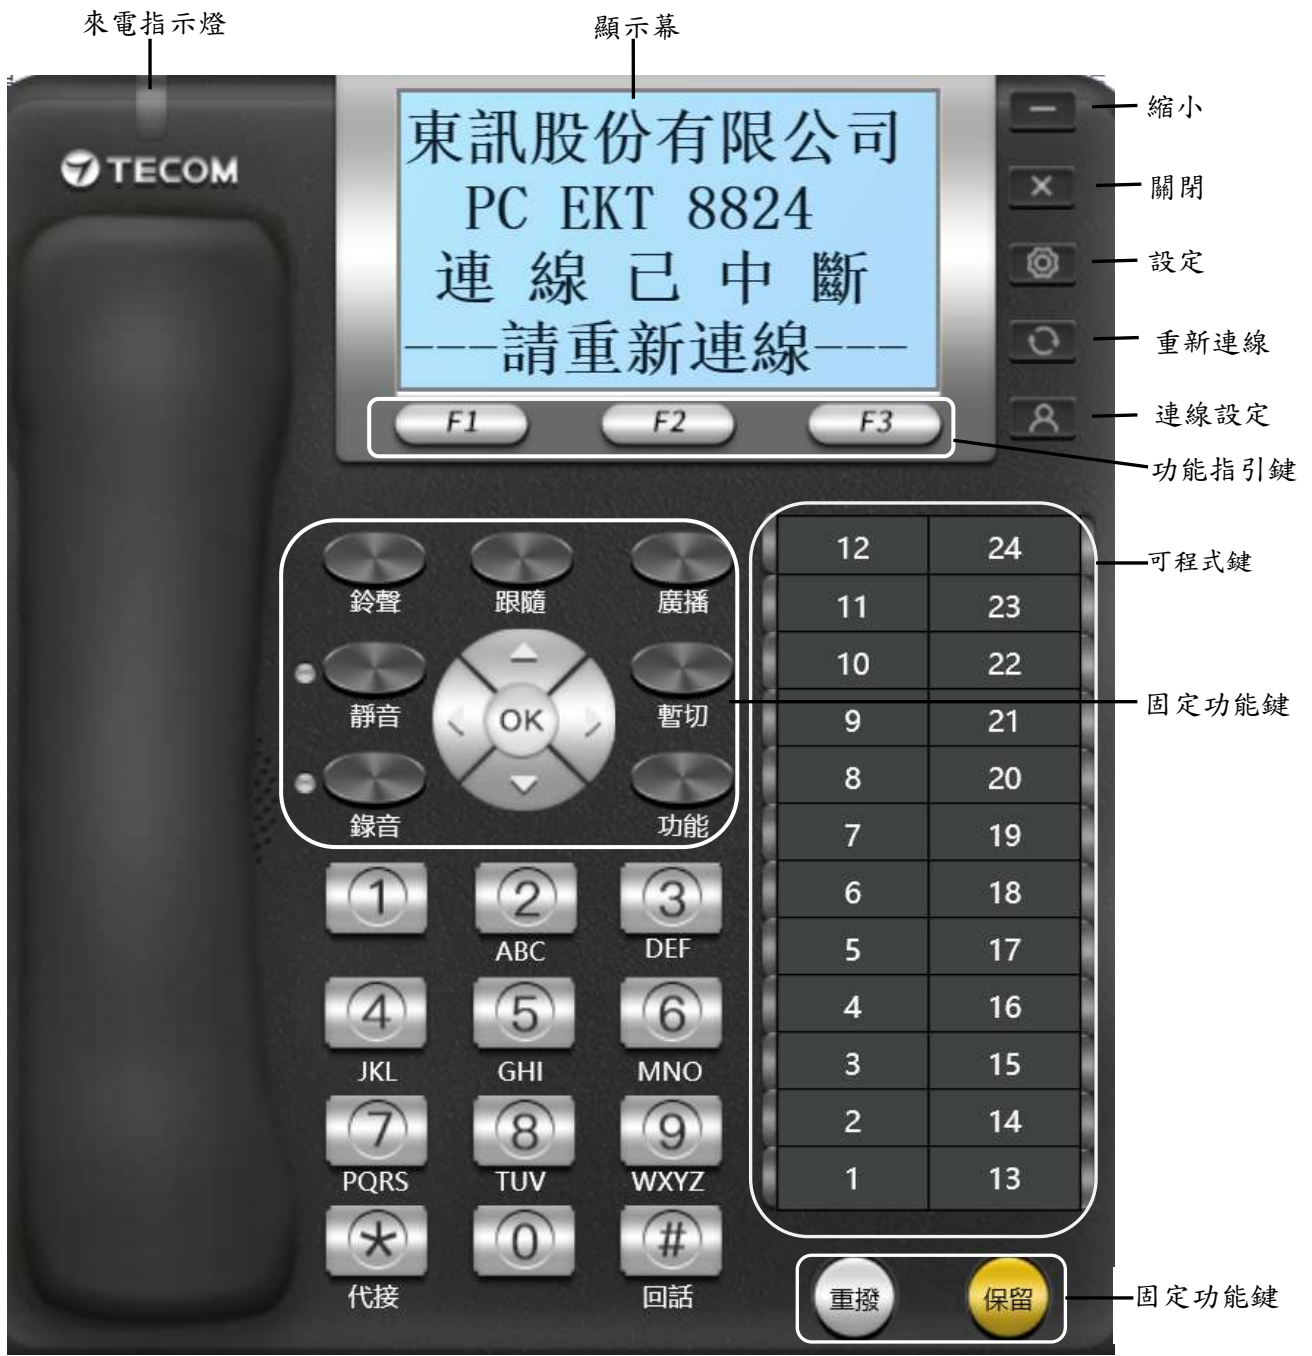 來電指示燈
顯示幕
TECOM
東訊股份有限公司
PC EKT 8824
連線已中斷
---請重新連線---
縮小
關閉
設定
重新連線
連線設定
F1 F2 F3
功能指引鍵
鈴聲 跟隨 廣播
靜音 OK 暫切
錄音 功能
固定功能鍵
可程式鍵
12 24
11 23
10 22
9 21
8 20
7 19
6 18
5 17
4 16
3 15
2 14
1 13
1 2 3
ABC DEF
4 5 6
JKL GHI MNO
7 8 9
PQRS TUV WXYZ
* 0 #
代接 回話
重撥 保留
固定功能鍵